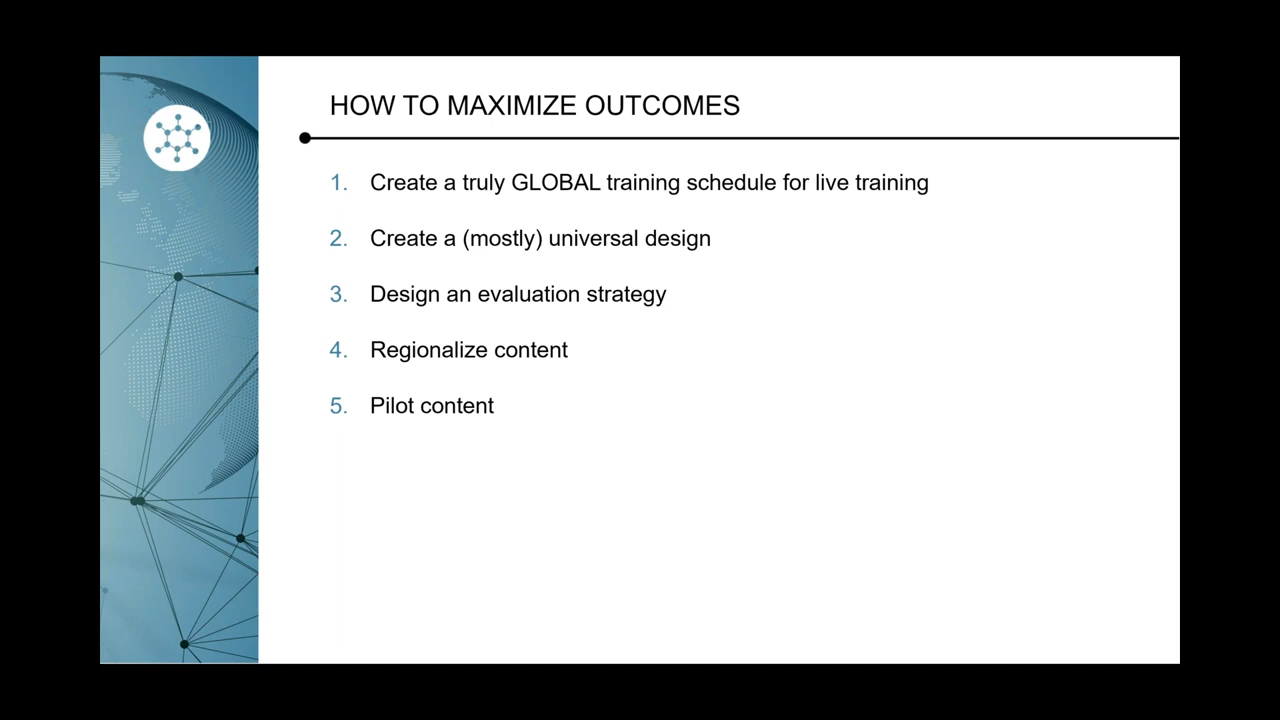 HOW TO MAXIMIZE OUTCOMES
1. Create a truly GLOBAL training schedule for live training
2. Create a (mostly) universal design
3. Design an evaluation strategy
4. Regionalize content
5. Pilot content